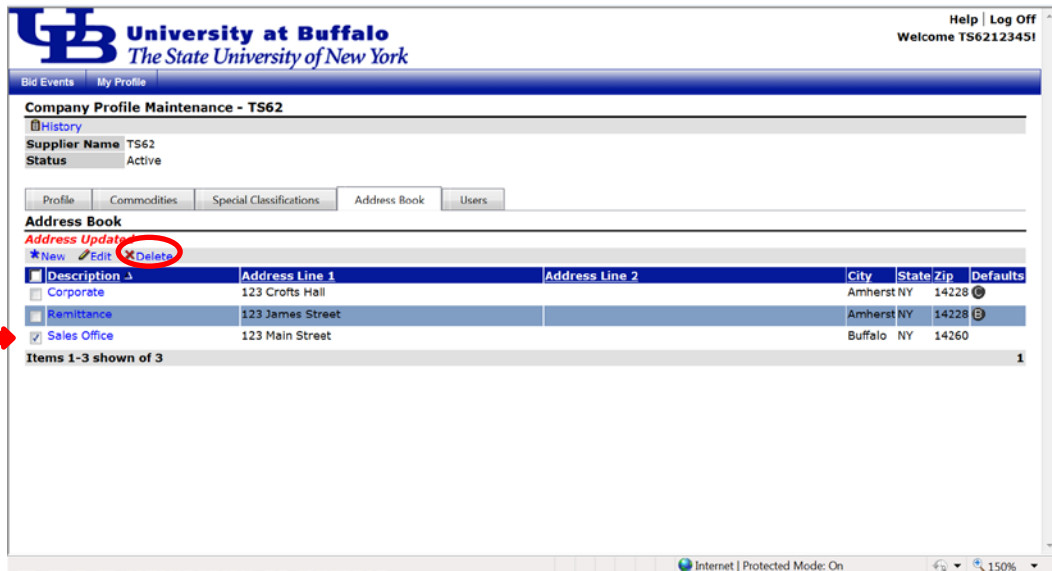 Help | Log Off
Welcome TS6212345!
UB University at Buffalo
The State University of New York
Bid Events My Profile
Company Profile Maintenance - TS62
History
Supplier Name TS62
Status Active
Profile Commodities Special Classifications Address Book Users
Address Book
Address Updated
New Edit Delete
Description Address Line 1 Address Line 2 City State Zip Defaults
Corporate 123 Crofts Hall Amherst NY 14228 C
Remittance 123 James Street Amherst NY 14228 B
Sales Office 123 Main Street Buffalo NY 14260
Items 1-3 shown of 3 1
Internet | Protected Mode: On 150%